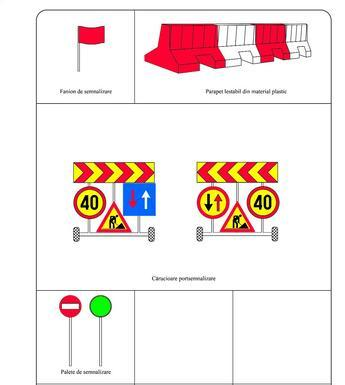 Fanion de semnalizare
Parapet lestabil din material plastic
40
40
Cărucioare portsemnalizare
Palete de semnalizare